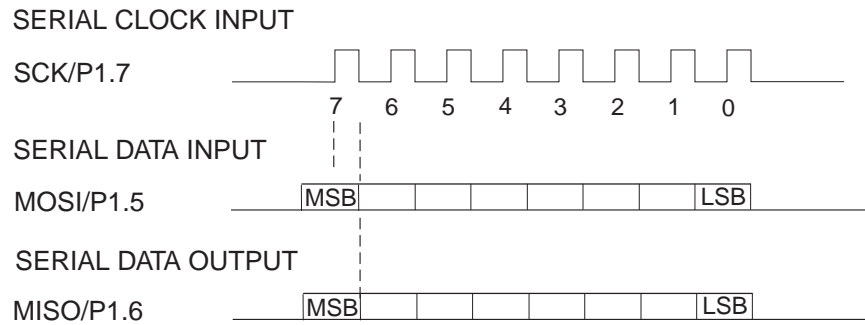 SERIAL CLOCK INPUT
SCK/P1.7
7 6 5 4 3 2 1 0
SERIAL DATA INPUT
MOSI/P1.5
MSB LSB
SERIAL DATA OUTPUT
MISO/P1.6
MSB LSB